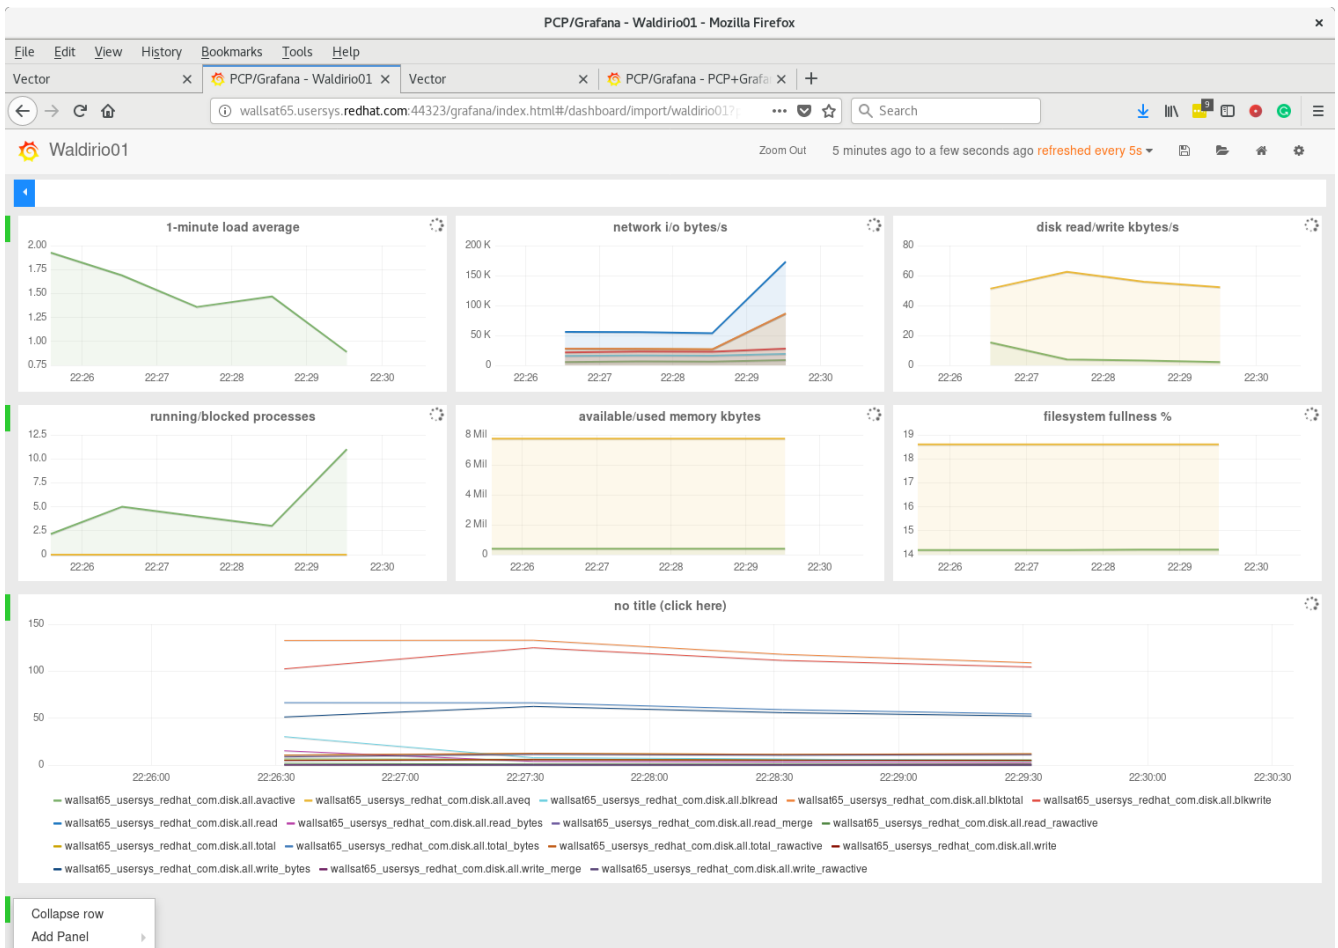 PCP/Grafana - Waldirio01 - Mozilla Firefox
File Edit View History Bookmarks Tools Help
Vector PCP/Grafana - Waldirio01 Vector PCP/Grafana - PCP+Grafa
wallsat65.usersys.redhat.com:44323/grafana/index.html#/dashboard/import/waldirio01? Search 9
Waldirio01 Zoom Out 5 minutes ago to a few seconds ago refreshed every 5s
1-minute load average
2.00
1.75
1.50
1.25
1.00
0.75
22:26 22:27 22:28 22:29 22:30
network i/o bytes/s
200 K
150 K
100 K
50 K
0
22:26 22:27 22:28 22:29 22:30
disk read/write kbytes/s
80
60
40
20
0
22:26 22:27 22:28 22:29 22:30
running/blocked processes
12.5
10.0
7.5
5.0
2.5
0
22:26 22:27 22:28 22:29 22:30
available/used memory kbytes
8 Mil
6 Mil
4 Mil
2 Mil
0
22:26 22:27 22:28 22:29 22:30
filesystem fullness %
19
18
17
16
15
14
22:26 22:27 22:28 22:29 22:30
no title (click here)
150
100
50
0
22:26:00 22:26:30 22:27:00 22:27:30 22:28:00 22:28:30 22:29:00 22:29:30 22:30:00 22:30:30
wallsat65_usersys_redhat_com.disk.all.avactive wallsat65_usersys_redhat_com.disk.all.aveq wallsat65_usersys_redhat_com.disk.all.blkread wallsat65_usersys_redhat_com.disk.all.blktotal wallsat65_usersys_redhat_com.disk.all.blkwrite
wallsat65_usersys_redhat_com.disk.all.read wallsat65_usersys_redhat_com.disk.all.read_bytes wallsat65_usersys_redhat_com.disk.all.read_merge wallsat65_usersys_redhat_com.disk.all.read_rawactive
wallsat65_usersys_redhat_com.disk.all.total wallsat65_usersys_redhat_com.disk.all.total_bytes wallsat65_usersys_redhat_com.disk.all.total_rawactive wallsat65_usersys_redhat_com.disk.all.write
wallsat65_usersys_redhat_com.disk.all.write_bytes wallsat65_usersys_redhat_com.disk.all.write_merge wallsat65_usersys_redhat_com.disk.all.write_rawactive
Collapse row
Add Panel